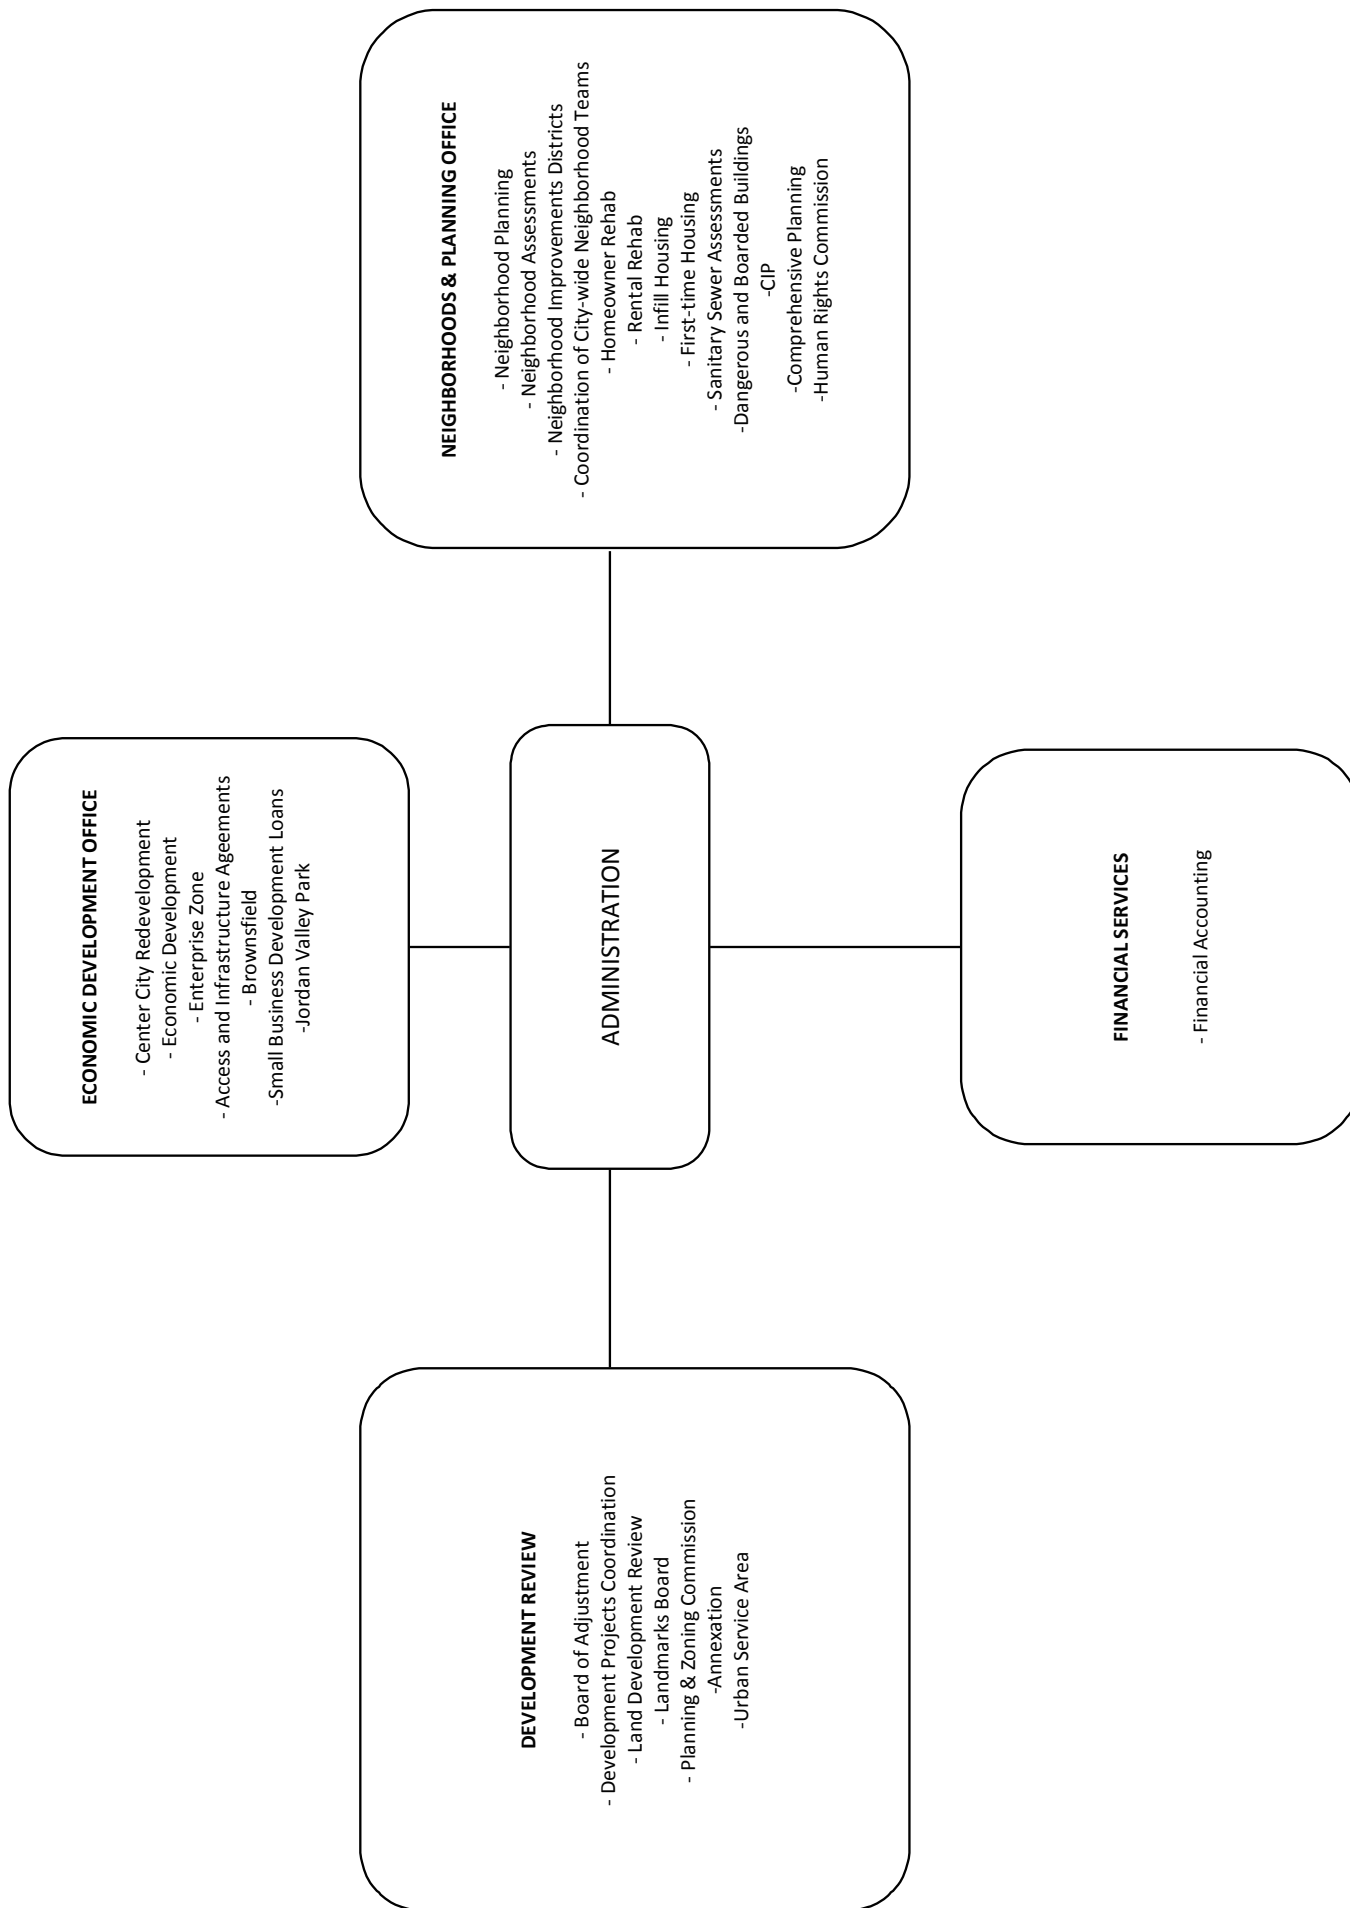 ECONOMIC DEVELOPMENT OFFICE
- Center City Redevelopment
- Economic Development
- Enterprise Zone
- Access and Infrastructure Ageements
- Brownsfield
-Small Business Development Loans
-Jordan Valley Park
DEVELOPMENT REVIEW
- Board of Adjustment
- Development Projects Coordination
- Land Development Review
- Landmarks Board
- Planning & Zoning Commission
-Annexation
-Urban Service Area
ADMINISTRATION
NEIGHBORHOODS & PLANNING OFFICE
- Neighborhood Planning
- Neighborhood Assessments
- Neighborhood Improvements Districts
- Coordination of City-wide Neighborhood Teams
- Homeowner Rehab
- Rental Rehab
- Infill Housing
- First-time Housing
- Sanitary Sewer Assessments
-Dangerous and Boarded Buildings
-CIP
-Comprehensive Planning
-Human Rights Commission
FINANCIAL SERVICES
- Financial Accounting